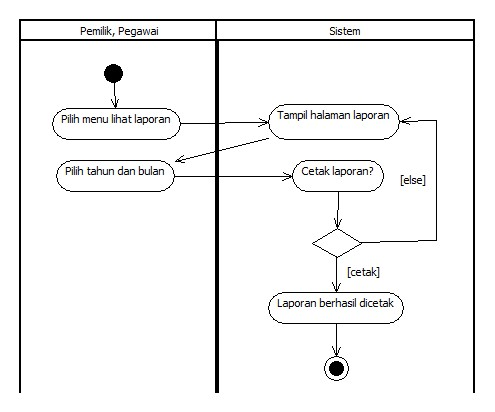 Pemilik, Pegawai
Sistem
Pilih menu lihat laporan
Tampil halaman laporan
Pilih tahun dan bulan
Cetak laporan?
[else]
[cetak]
Laporan berhasil dicetak